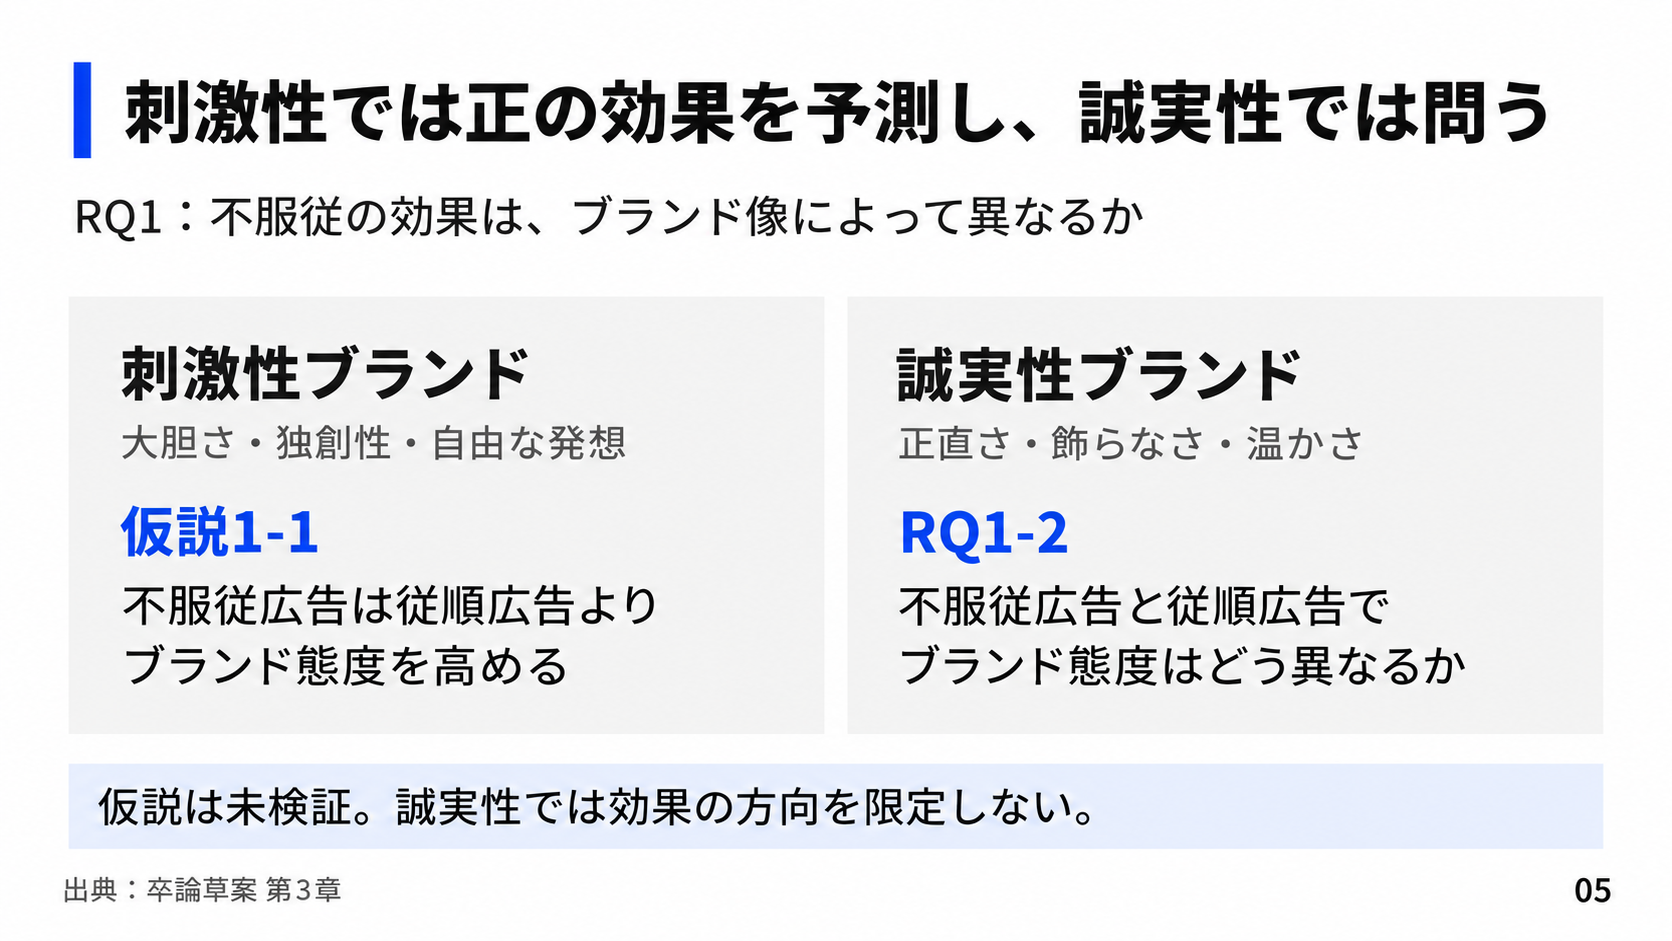 刺激性では正の効果を予測し、誠実性では問う
RQ1：不服従の効果は、ブランド像によって異なるか
刺激性ブランド
大胆さ・独創性・自由な発想
仮説1-1
不服従広告は従順広告より
ブランド態度を高める
誠実性ブランド
正直さ・飾らなさ・温かさ
RQ1-2
不服従広告と従順広告で
ブランド態度はどう異なるか
仮説は未検証。誠実性では効果の方向を限定しない。
出典：卒論草案 第3章
05